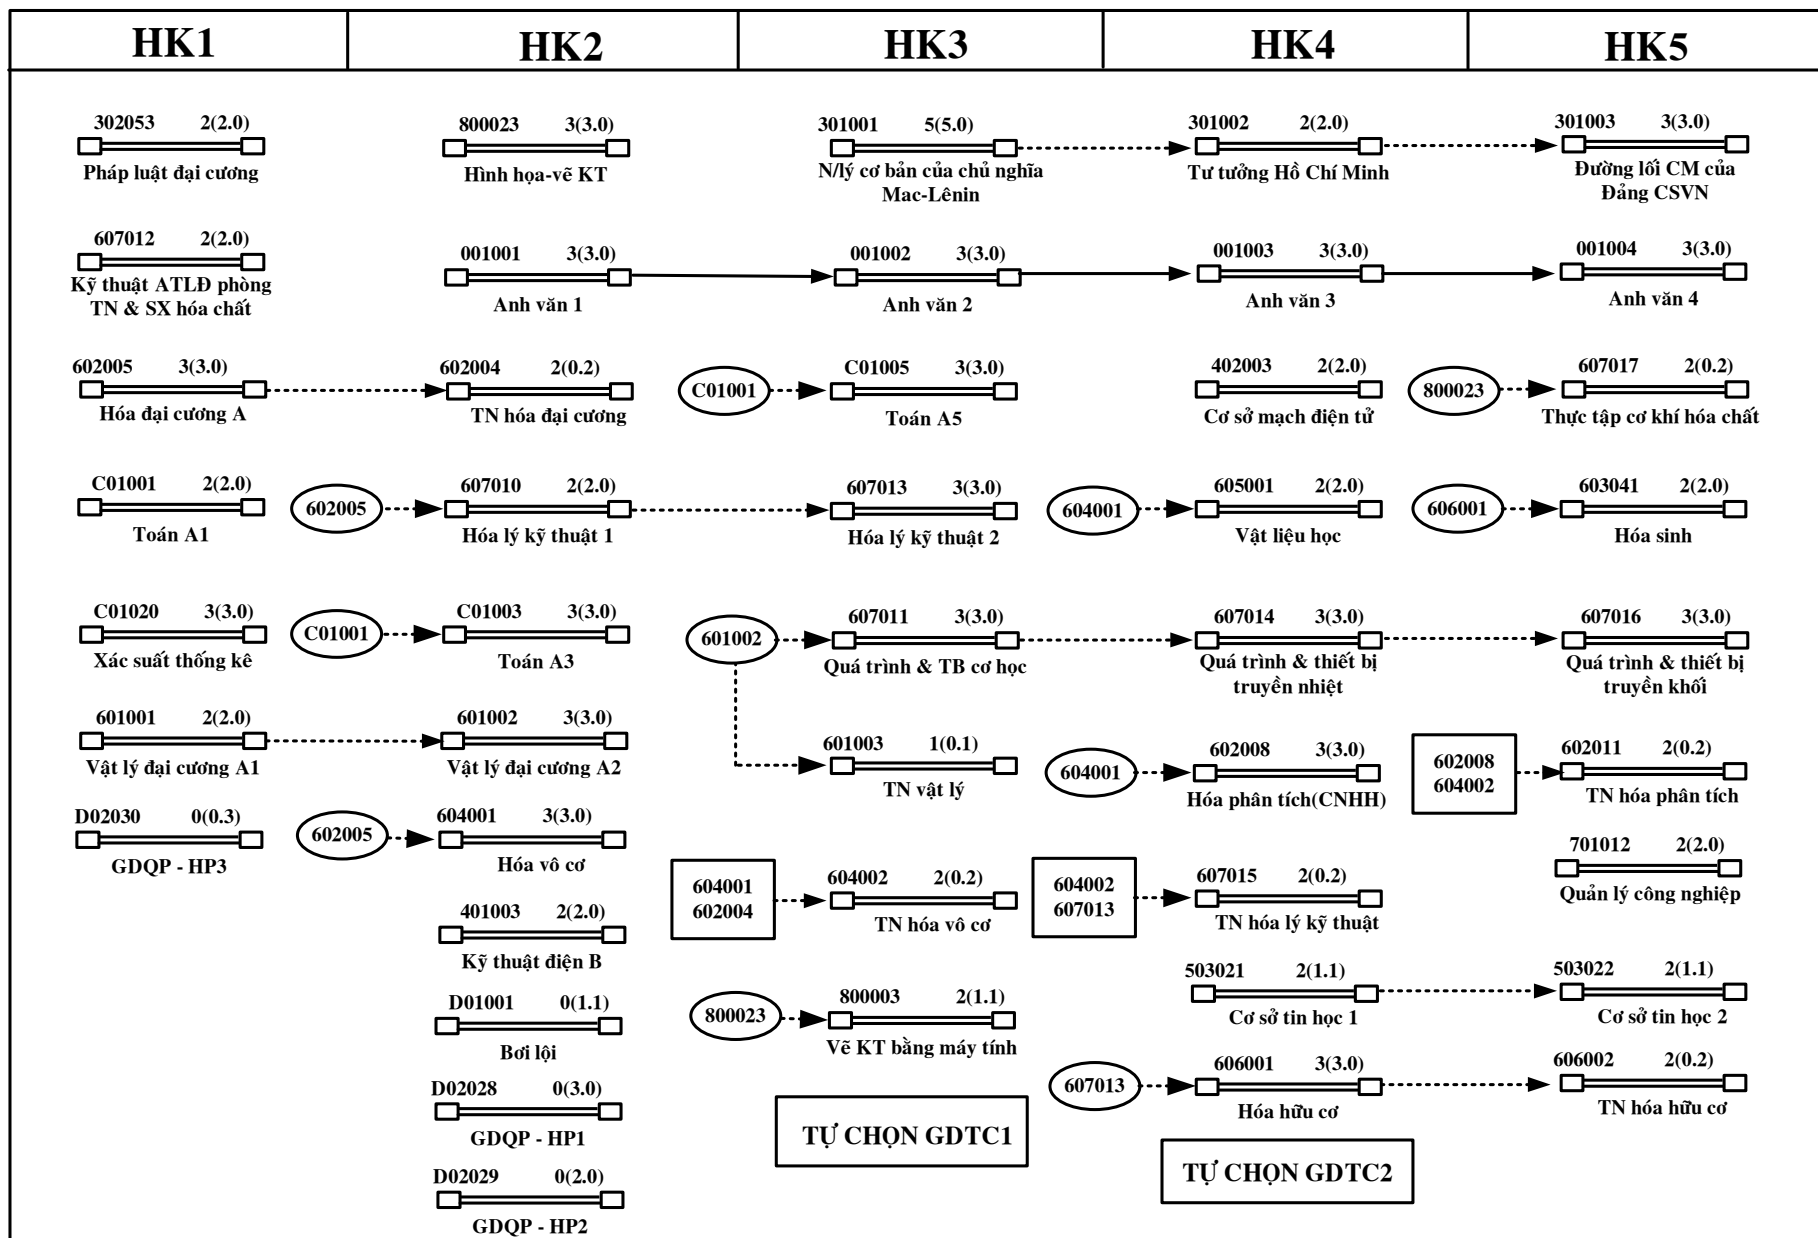 HK1
HK2
HK3
HK4
HK5
302053 2(2.0)
Pháp luật đại cương
800023 3(3.0)
Hình họa-vẽ KT
301001 5(5.0)
N/lý cơ bản của chủ nghĩa
Mac-Lênin
301002 2(2.0)
Tư tưởng Hồ Chí Minh
301003 3(3.0)
Đường lối CM của
Đảng CSVN
607012 2(2.0)
Kỹ thuật ATLĐ phòng
TN & SX hóa chất
001001 3(3.0)
Anh văn 1
001002 3(3.0)
Anh văn 2
001003 3(3.0)
Anh văn 3
001004 3(3.0)
Anh văn 4
602005 3(3.0)
Hóa đại cương A
602004 2(0.2)
TN hóa đại cương
C01001
C01005 3(3.0)
Toán A5
402003 2(2.0)
Cơ sở mạch điện tử
800023
607017 2(0.2)
Thực tập cơ khí hóa chất
C01001 2(2.0)
Toán A1
602005
607010 2(2.0)
Hóa lý kỹ thuật 1
607013 3(3.0)
Hóa lý kỹ thuật 2
604001
605001 2(2.0)
Vật liệu học
606001
603041 2(2.0)
Hóa sinh
C01020 3(3.0)
Xác suất thống kê
C01001
C01003 3(3.0)
Toán A3
601002
607011 3(3.0)
Quá trình & TB cơ học
607014 3(3.0)
Quá trình & thiết bị
truyền nhiệt
607016 3(3.0)
Quá trình & thiết bị
truyền khối
601001 2(2.0)
Vật lý đại cương A1
601002 3(3.0)
Vật lý đại cương A2
601003 1(0.1)
TN vật lý
604001
602008 3(3.0)
Hóa phân tích(CNHH)
602008
604002
602011 2(0.2)
TN hóa phân tích
D02030 0(0.3)
GDQP - HP3
602005
604001 3(3.0)
Hóa vô cơ
604001
602004
604002 2(0.2)
TN hóa vô cơ
604002
607013
607015 2(0.2)
TN hóa lý kỹ thuật
701012 2(2.0)
Quản lý công nghiệp
401003 2(2.0)
Kỹ thuật điện B
D01001 0(1.1)
Bơi lội
800023
800003 2(1.1)
Vẽ KT bằng máy tính
503021 2(1.1)
Cơ sở tin học 1
503022 2(1.1)
Cơ sở tin học 2
D02028 0(3.0)
GDQP - HP1
607013
606001 3(3.0)
Hóa hữu cơ
606002 2(0.2)
TN hóa hữu cơ
TỰ CHỌN GDTC1
TỰ CHỌN GDTC2
D02029 0(2.0)
GDQP - HP2